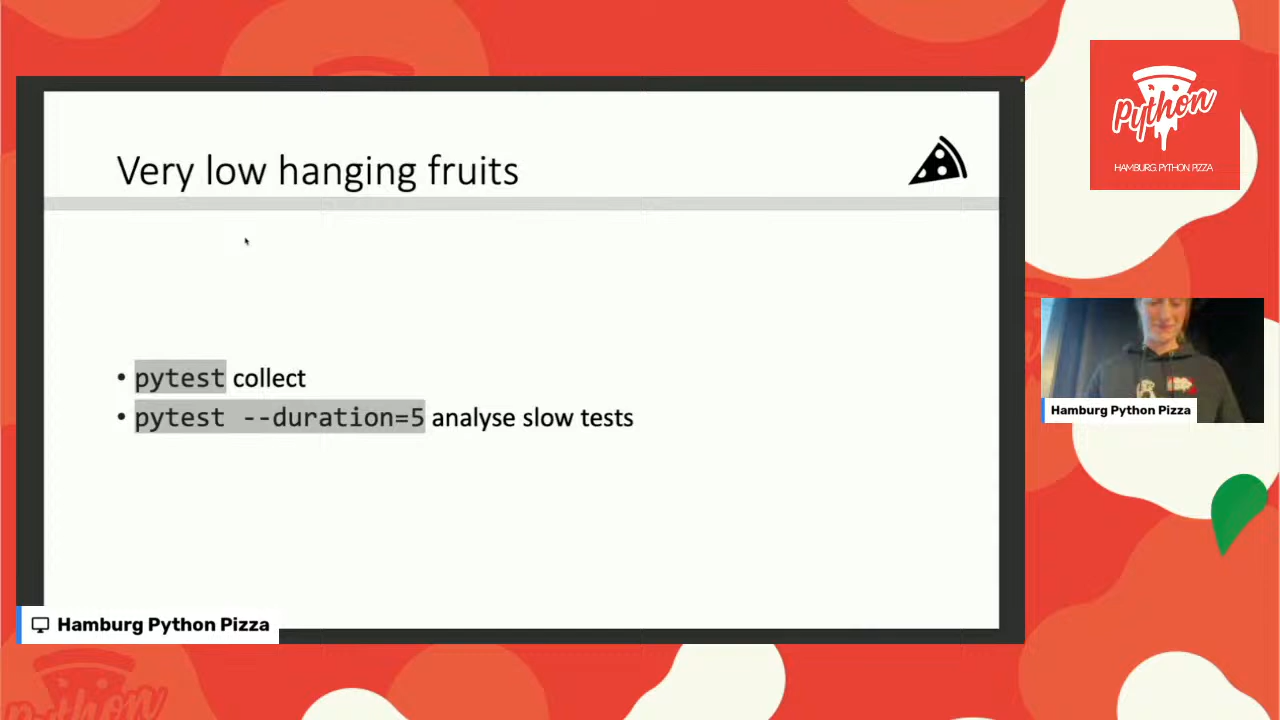 Very low hanging fruits
• pytest collect
• pytest --duration=5 analyse slow tests
Hamburg Python Pizza
Python
HAMBURG PYTHON PIZZA
Hamburg Python Pizza
Python